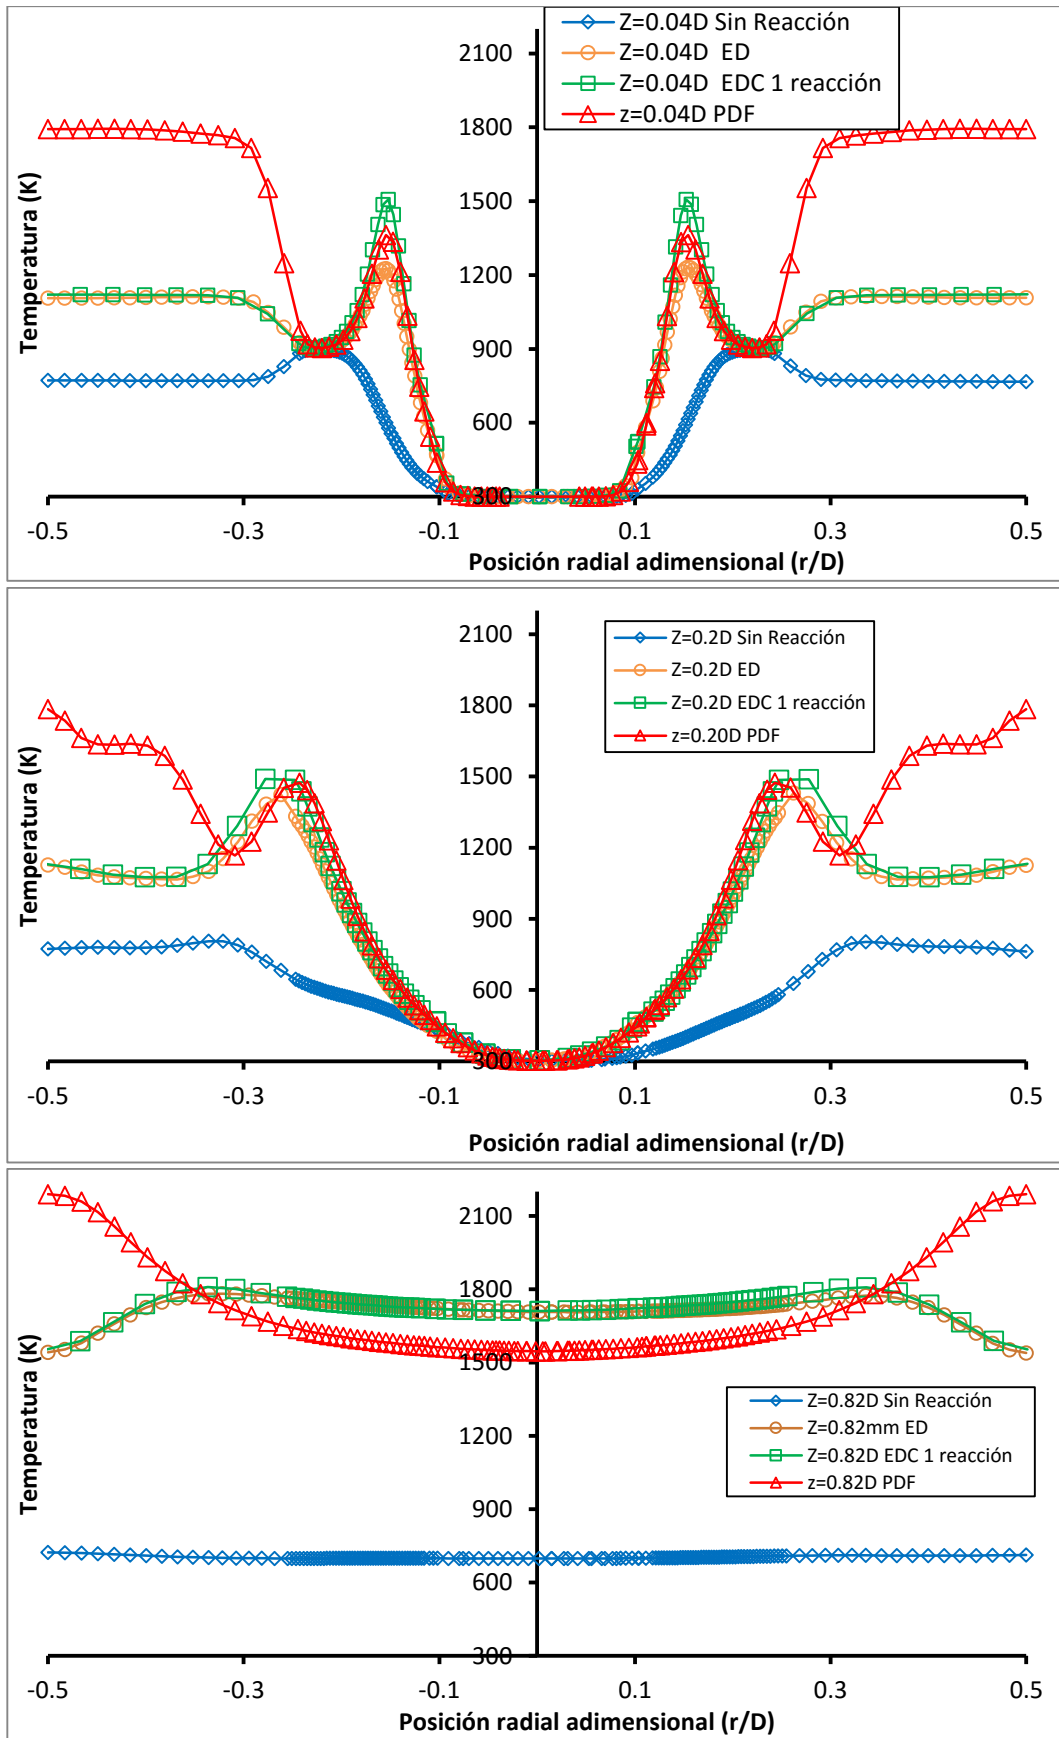 Z=0.04D Sin Reacción
Z=0.04D  ED
Z=0.04D  EDC 1 reacción
z=0.04D PDF
2100
1800
1500
1200
900
600
300
Temperatura (K)
-0.5
-0.3
-0.1
0.1
0.3
0.5
Posición radial adimensional (r/D)
Z=0.2D Sin Reacción
Z=0.2D ED
Z=0.2D EDC 1 reacción
z=0.20D PDF
2100
1800
1500
1200
900
600
300
Temperatura (K)
-0.5
-0.3
-0.1
0.1
0.3
0.5
Posición radial adimensional (r/D)
2100
1800
1500
1200
900
600
300
Temperatura (K)
Z=0.82D Sin Reacción
Z=0.82mm ED
Z=0.82D EDC 1 reacción
z=0.82D PDF
-0.5
-0.3
-0.1
0.1
0.3
0.5
Posición radial adimensional (r/D)